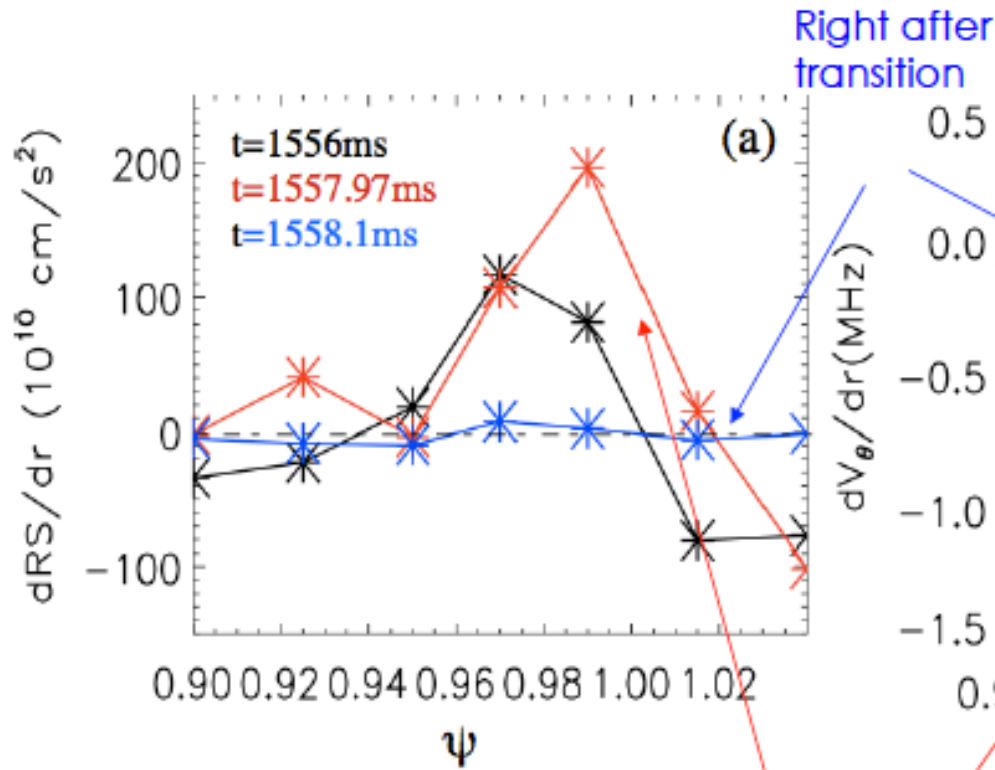 Right after
transition
(a)
t=1556ms
t=1557.97ms
t=1558.1ms
dRS/dr (10¹⁰ cm/s²)
200
100
0
−100
0.90 0.92 0.94 0.96 0.98 1.00 1.02
ψ
dVθ/dr(MHz)
0.5
0.0
−0.5
−1.0
−1.5